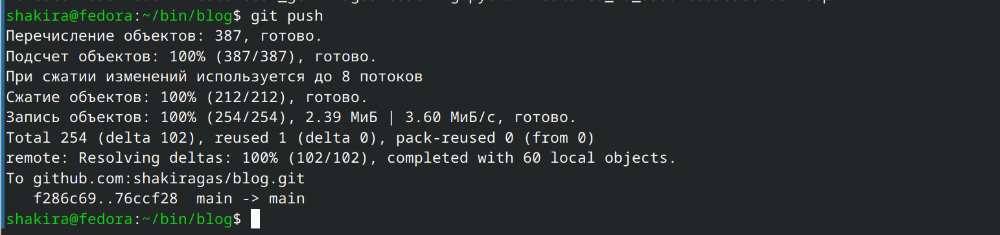 shakira@fedora:~/bin/blog$ git push
Перечисление объектов: 387, готово.
Подсчет объектов: 100% (387/387), готово.
При сжатии изменений используется до 8 потоков
Сжатие объектов: 100% (212/212), готово.
Запись объектов: 100% (254/254), 2.39 МиБ | 3.60 МиБ/с, готово.
Total 254 (delta 102), reused 1 (delta 0), pack-reused 0 (from 0)
remote: Resolving deltas: 100% (102/102), completed with 60 local objects.
To github.com:shakiragas/blog.git
   f286c69..76ccf28  main -> main
shakira@fedora:~/bin/blog$